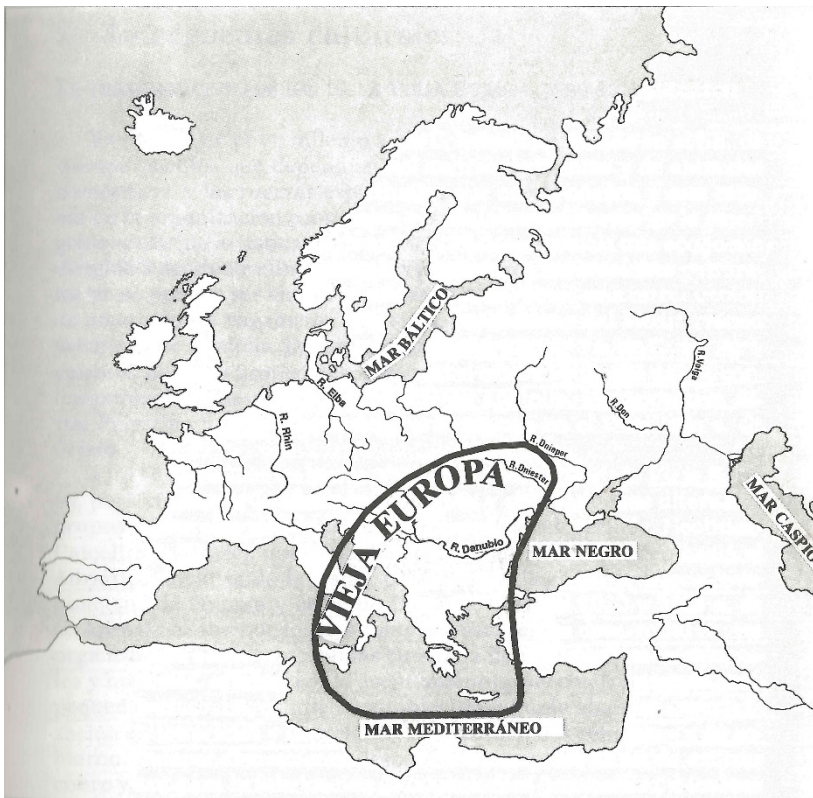 MAR BÁLTICO
R. Elba
R. Rhin
R. Volga
R. Don
R. Dnieper
R. Dniester
VIEJA EUROPA
R. Danubio
MAR NEGRO
MAR CASPIO
MAR MEDITERRÁNEO